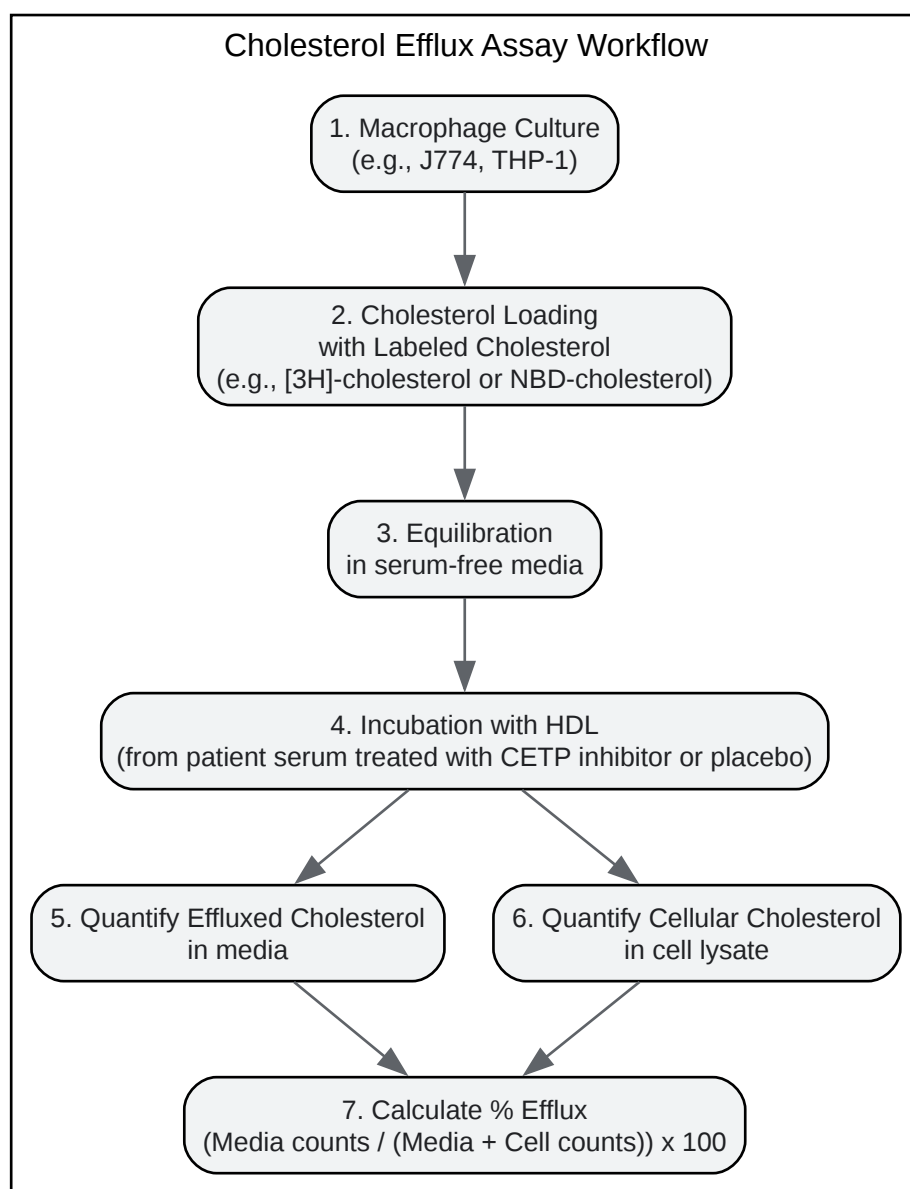 Cholesterol Efflux Assay Workflow
1. Macrophage Culture
(e.g., J774, THP-1)
2. Cholesterol Loading
with Labeled Cholesterol
(e.g., [3H]-cholesterol or NBD-cholesterol)
3. Equilibration
in serum-free media
4. Incubation with HDL
(from patient serum treated with CETP inhibitor or placebo)
5. Quantify Effluxed Cholesterol
in media
6. Quantify Cellular Cholesterol
in cell lysate
7. Calculate % Efflux
(Media counts / (Media + Cell counts)) x 100